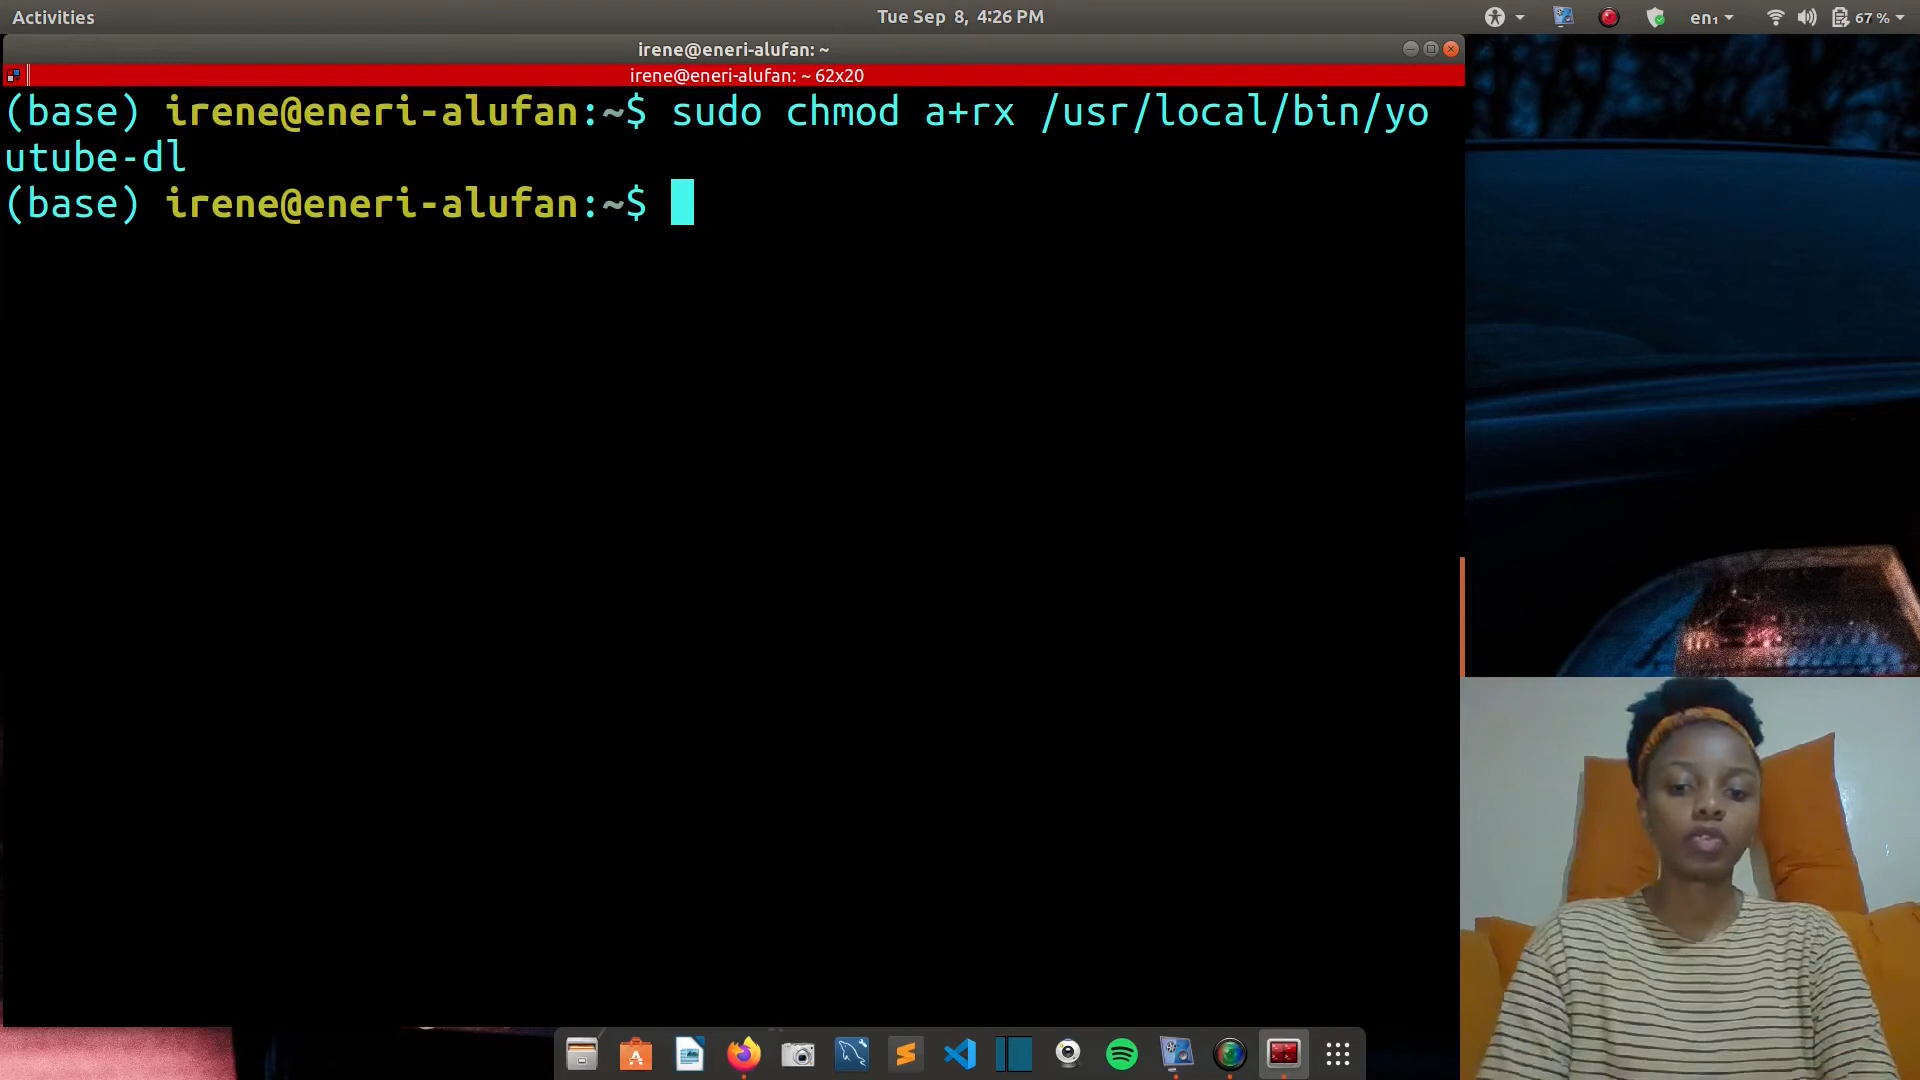 Activities
Tue Sep 8, 4:26 PM
en₁
67 %
irene@eneri-alufan: ~
irene@eneri-alufan: ~ 62x20
(base) irene@eneri-alufan:~$ sudo chmod a+rx /usr/local/bin/yo
utube-dl
(base) irene@eneri-alufan:~$